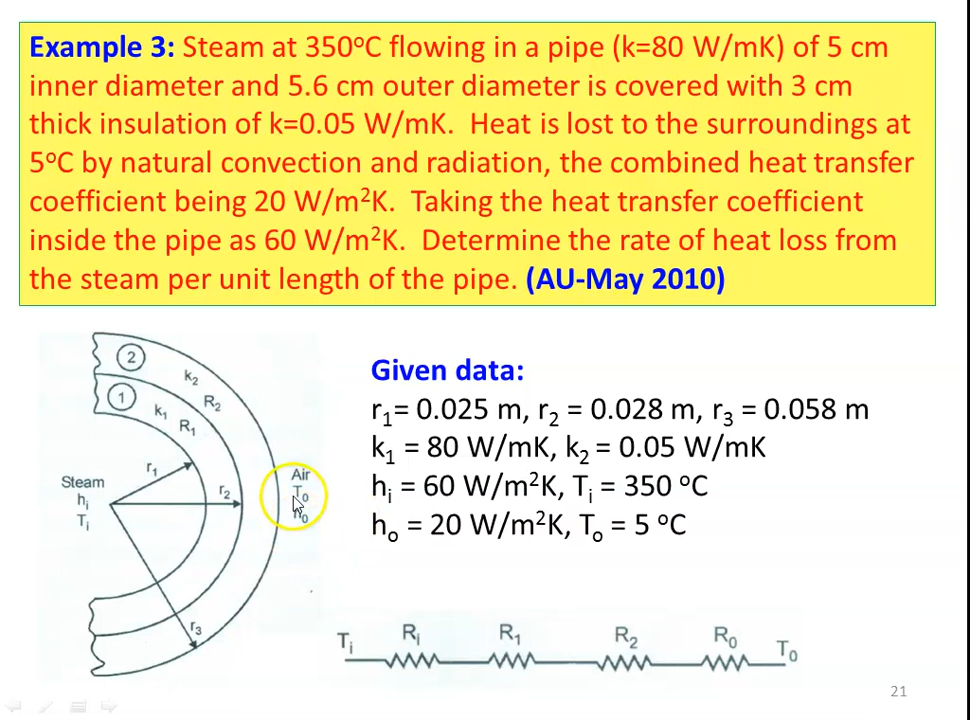 Example 3: Steam at 350°C flowing in a pipe (k=80 W/mK) of 5 cm
inner diameter and 5.6 cm outer diameter is covered with 3 cm
thick insulation of k=0.05 W/mK. Heat is lost to the surroundings at
5°C by natural convection and radiation, the combined heat transfer
coefficient being 20 W/m²K. Taking the heat transfer coefficient
inside the pipe as 60 W/m²K. Determine the rate of heat loss from
the steam per unit length of the pipe. (AU-May 2010)
2
k₂
R₂
1
k₁
R₁
r₁
Steam
hᵢ
Tᵢ
r₂
Air
Tₒ
hₒ
r₃
Given data:
r₁= 0.025 m, r₂ = 0.028 m, r₃ = 0.058 m
k₁ = 80 W/mK, k₂ = 0.05 W/mK
hᵢ = 60 W/m²K, Tᵢ = 350 °C
hₒ = 20 W/m²K, Tₒ = 5 °C
Tᵢ Rᵢ R₁ R₂ R₀ Tₒ
21